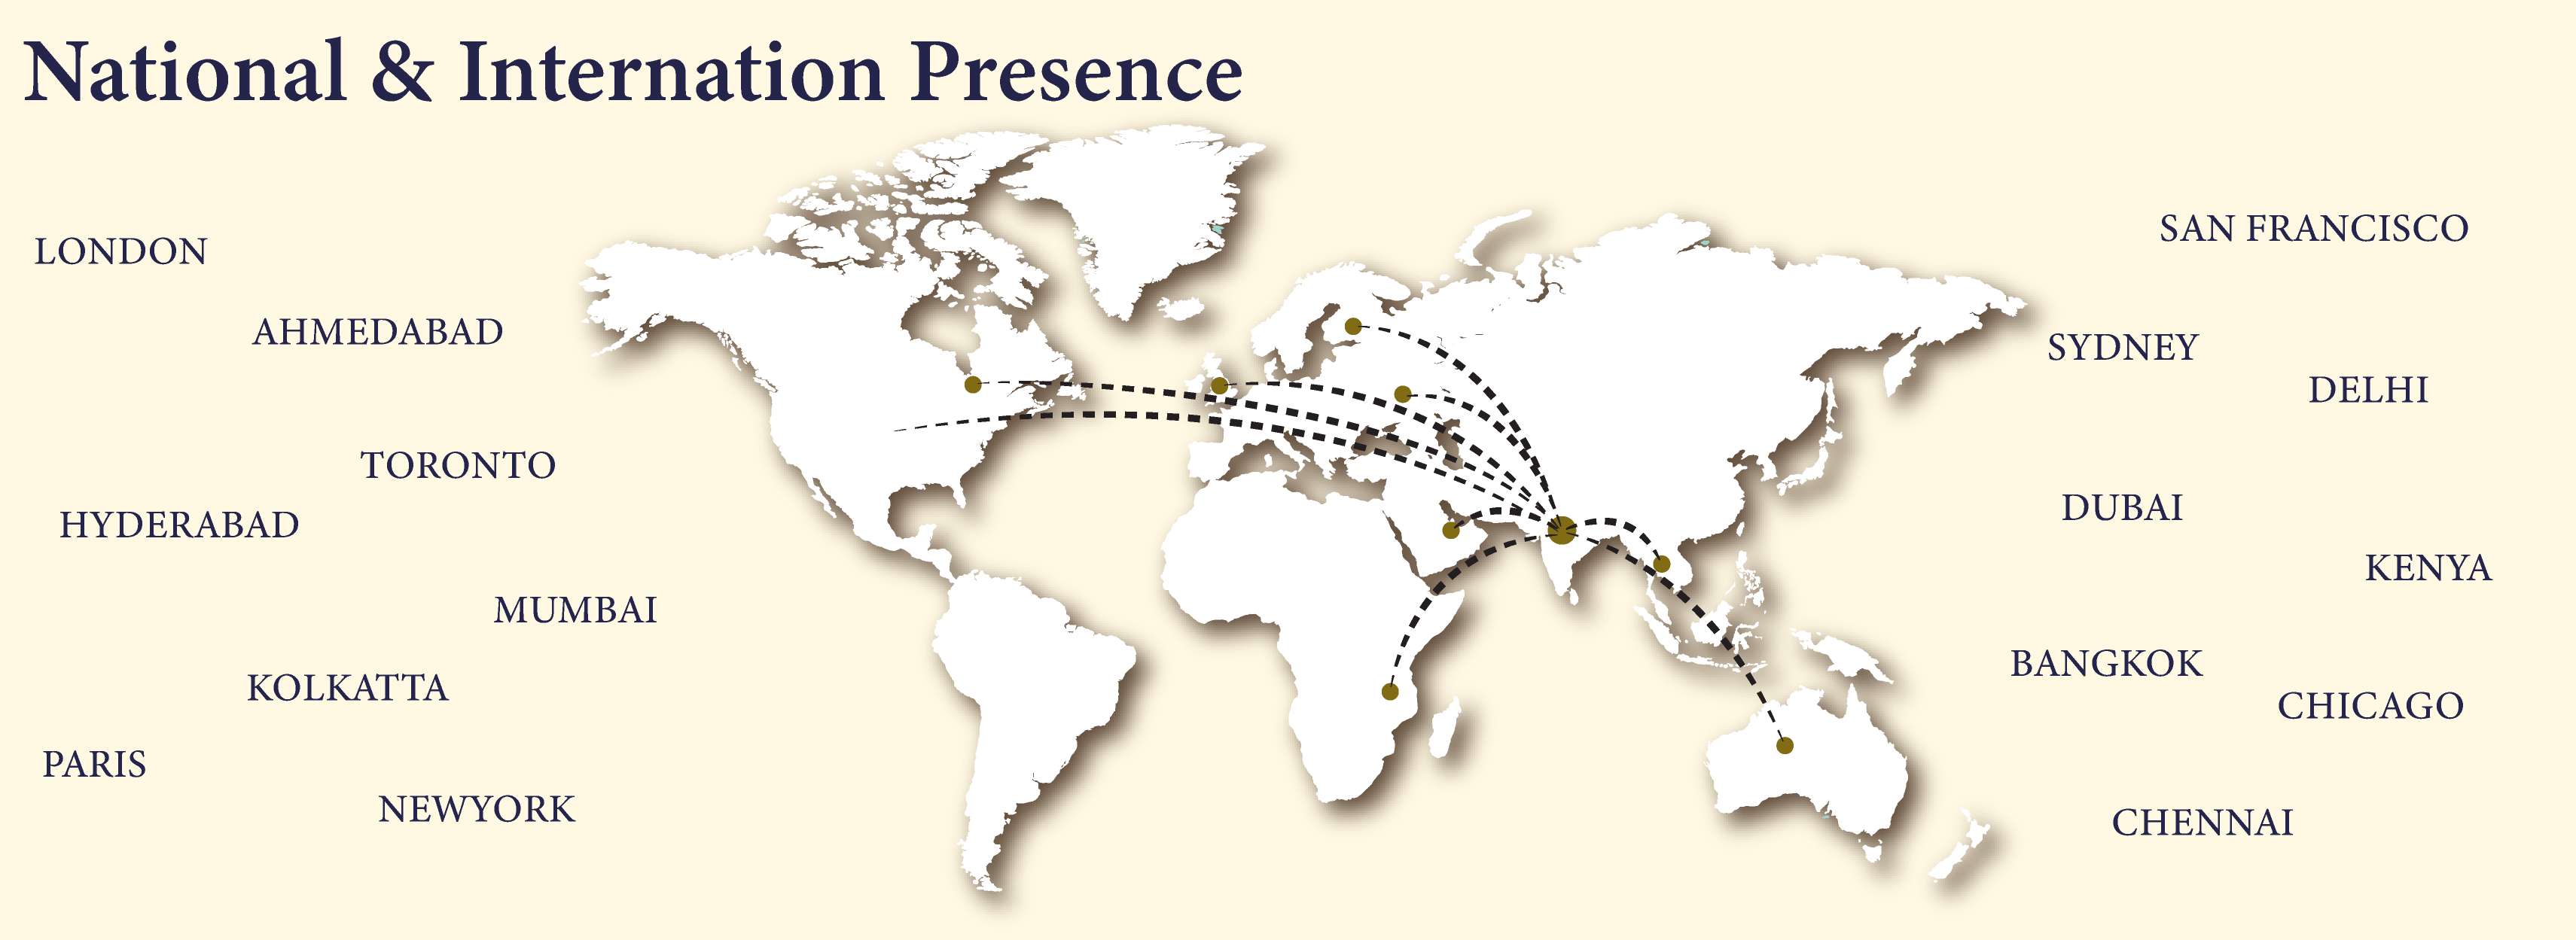 National & Internation Presence
LONDON
AHMEDABAD
TORONTO
HYDERABAD
MUMBAI
KOLKATTA
PARIS
NEWYORK
SAN FRANCISCO
SYDNEY
DELHI
DUBAI
KENYA
BANGKOK
CHICAGO
CHENNAI